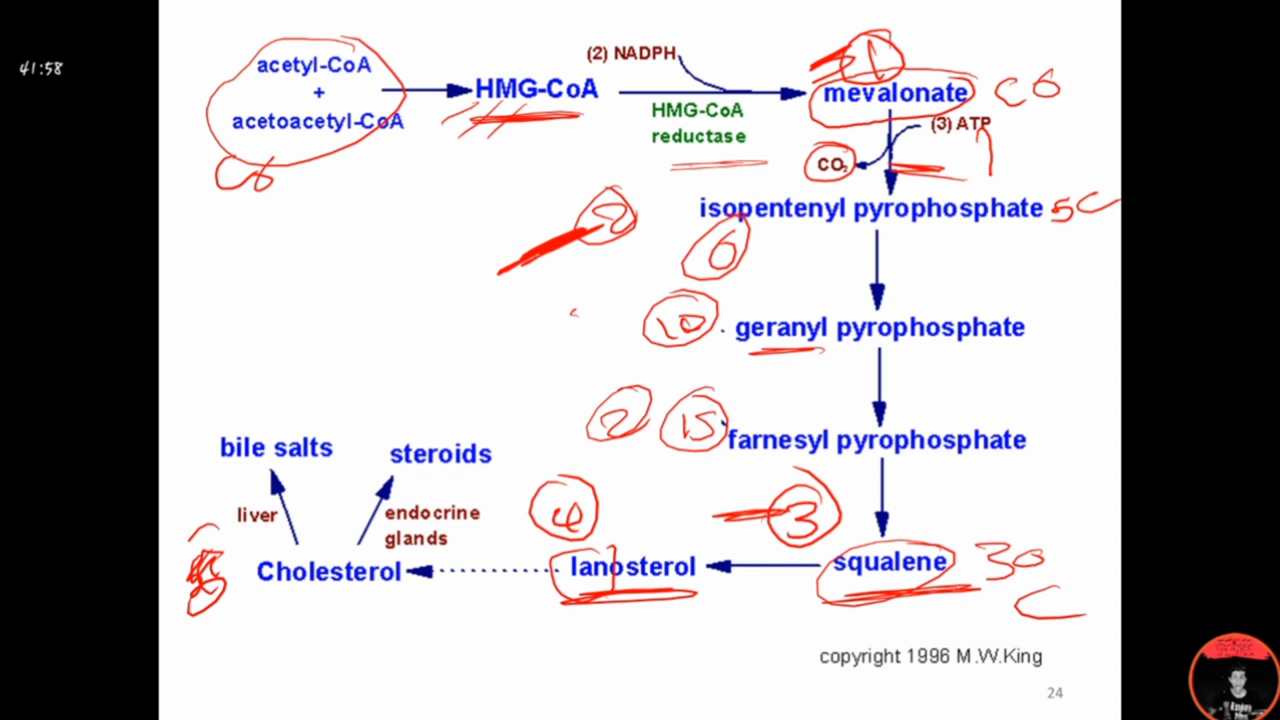 41:58
acetyl-CoA
+
acetoacetyl-CoA
C6
HMG-CoA
(2) NADPH
HMG-CoA
reductase
1
mevalonate C6
(3) ATP
CO₂
isopentenyl pyrophosphate 5C
6
10
geranyl pyrophosphate
2 15
farnesyl pyrophosphate
bile salts
steroids
liver
endocrine
glands
4
3
Cholesterol
lanosterol
squalene 30
C
copyright 1996 M.W.King
24